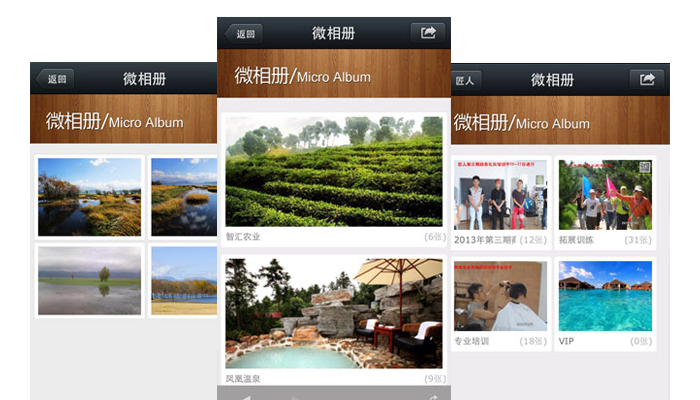 返回
微相册
微相册/Micro Album
返回
微相册
微相册/Micro Album
智汇农业
(6张)
凤凰温泉
(9张)
匠人
微相册
微相册/Micro Album
2013年第三期商
(12张)
拓展训练
(31张)
专业培训
(18张)
VIP
(0张)